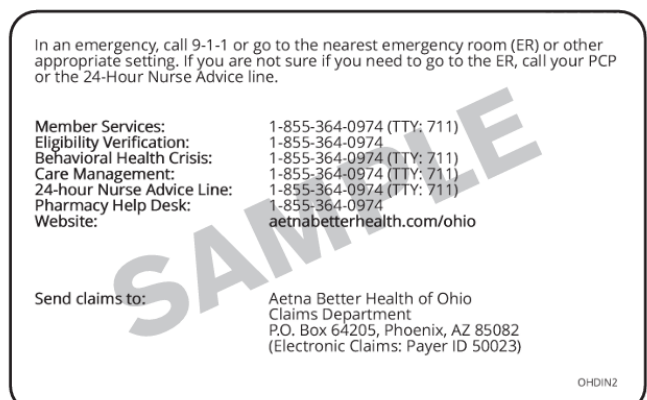 In an emergency, call 9-1-1 or go to the nearest emergency room (ER) or other
appropriate setting. If you are not sure if you need to go to the ER, call your PCP
or the 24-Hour Nurse Advice line.
Member Services: 1-855-364-0974 (TTY: 711)
Eligibility Verification: 1-855-364-0974
Behavioral Health Crisis: 1-855-364-0974 (TTY: 711)
Care Management: 1-855-364-0974 (TTY: 711)
24-hour Nurse Advice Line: 1-855-364-0974 (TTY: 711)
Pharmacy Help Desk: 1-855-364-0974
Website: aetnabetterhealth.com/ohio
SAMPLE
Send claims to: Aetna Better Health of Ohio
Claims Department
P.O. Box 64205, Phoenix, AZ 85082
(Electronic Claims: Payer ID 50023)
OHDIN2